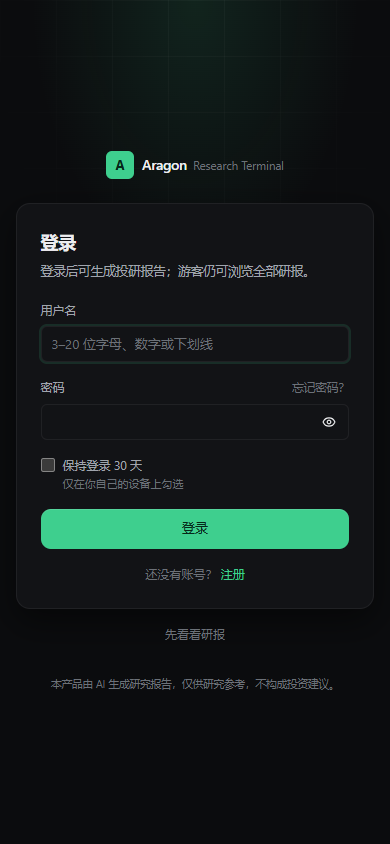 A Aragon Research Terminal
登录
登录后可生成投研报告；游客仍可浏览全部研报。
用户名
3–20 位字母、数字或下划线
密码 忘记密码？
保持登录 30 天
仅在你自己的设备上勾选
登录
还没有账号？ 注册
先看看研报
本产品由 AI 生成研究报告，仅供研究参考，不构成投资建议。